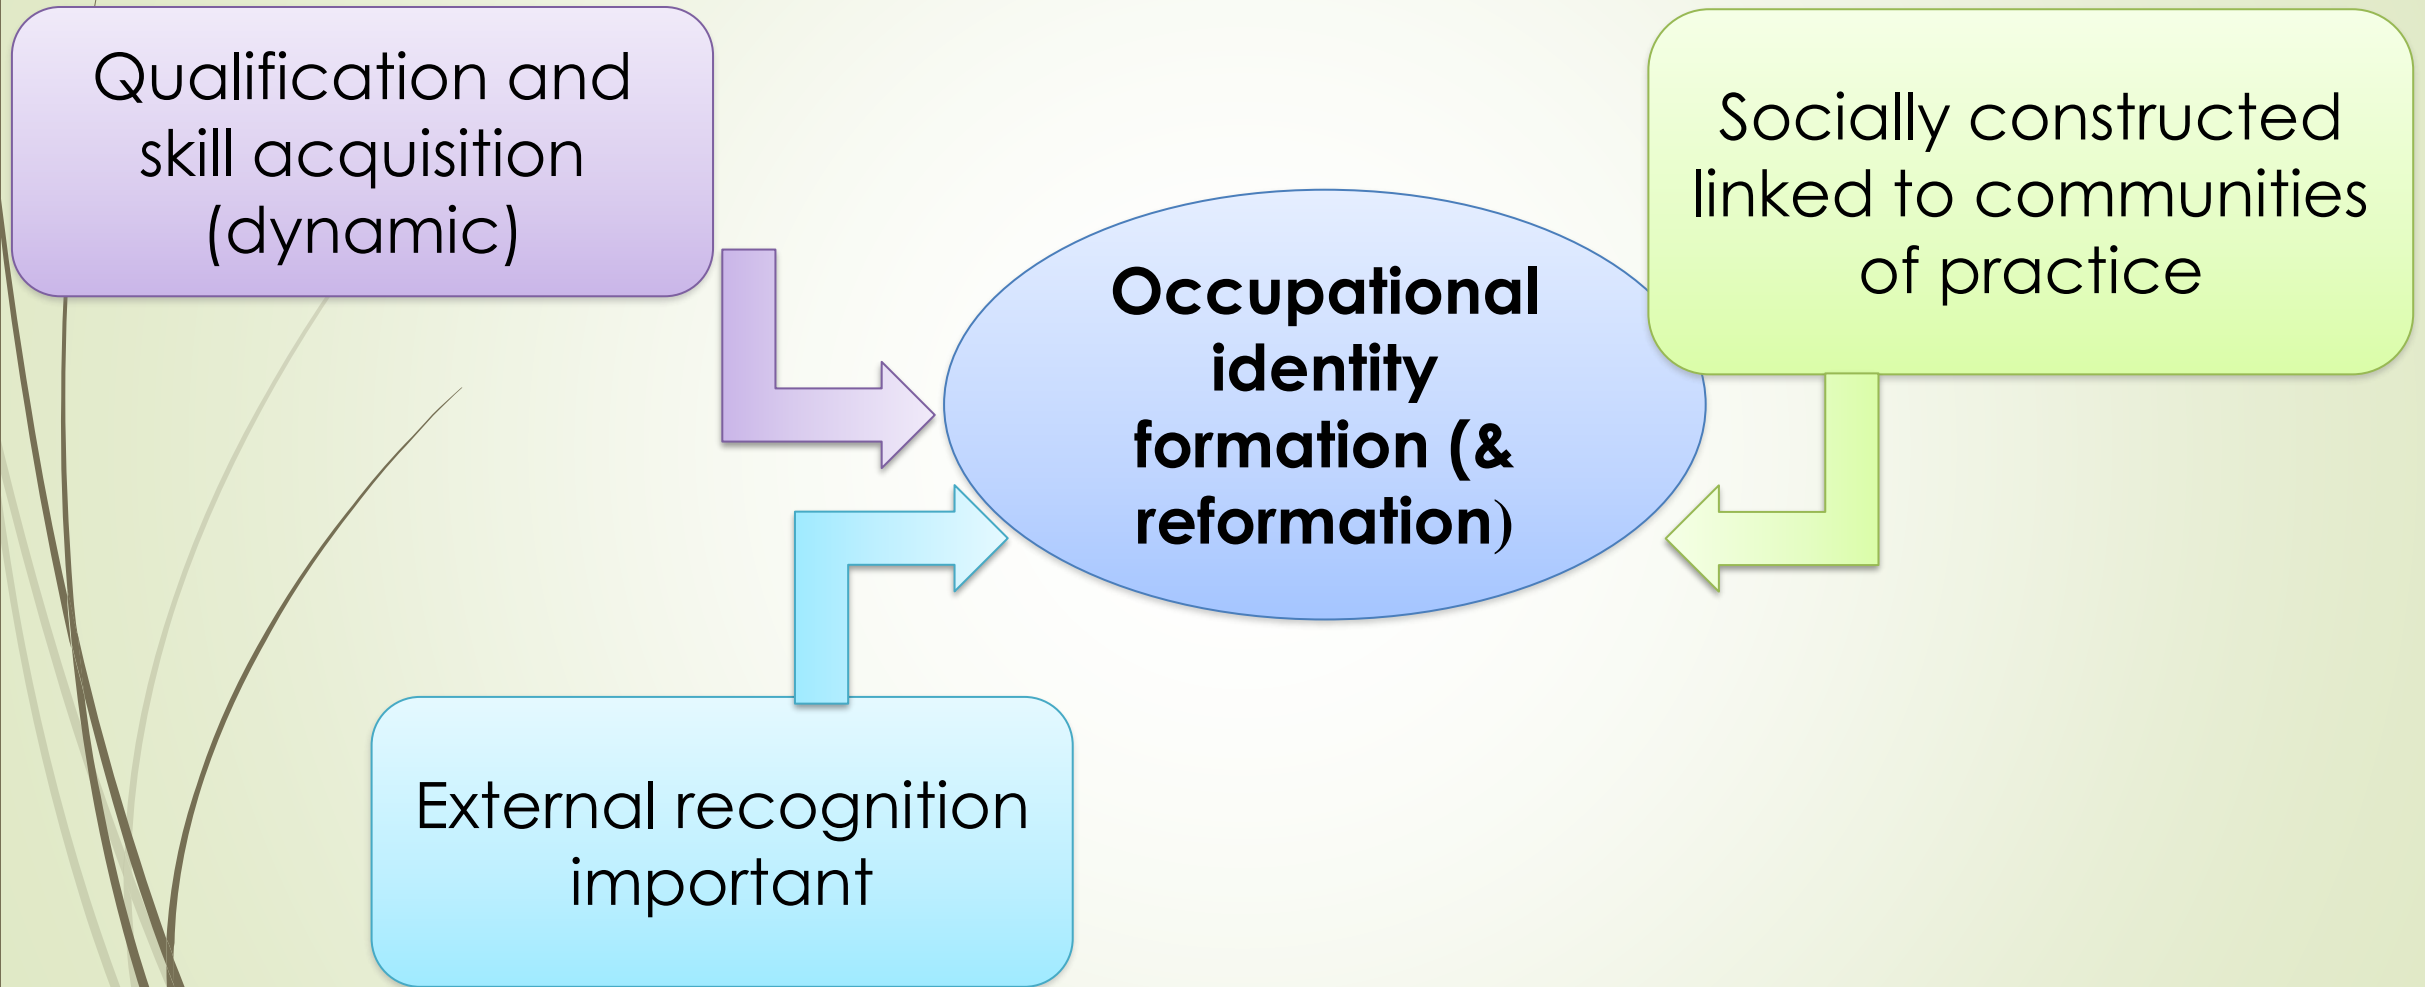 Qualification and
skill acquisition
(dynamic)
Socially constructed
linked to communities
of practice
Occupational
identity
formation (&
reformation)
External recognition
important